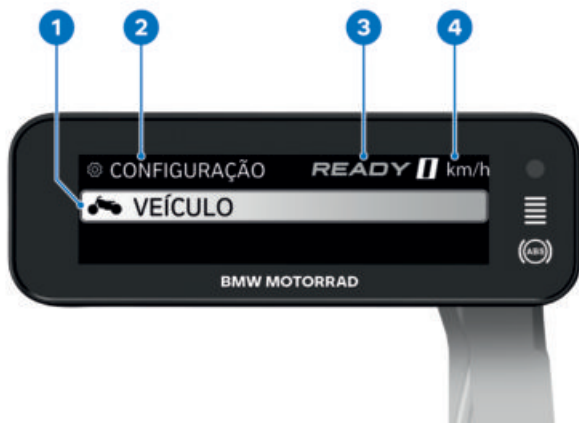 1 2 3 4
CONFIGURAÇÃO READY 0 km/h
VEÍCULO
ABS
BMW MOTORRAD